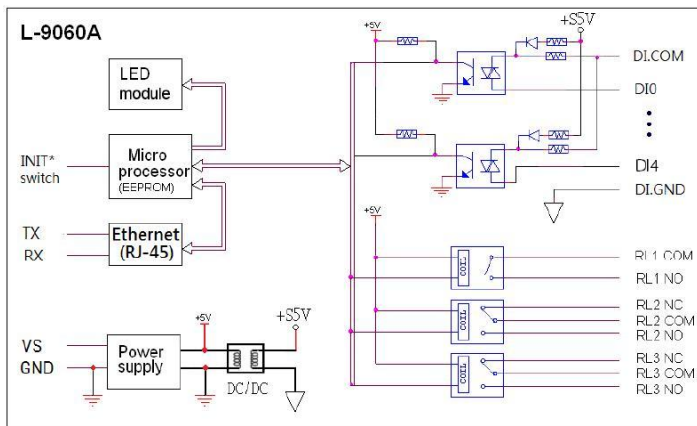 L-9060A
LED
module
INIT*
switch
Micro
processor
(EEPROM)
TX
RX
Ethernet
(RJ-45)
VS
GND
Power
supply
+5V
+S5V
DC/DC
+5V
+S5V
DI.COM
DI0
DI4
DI.GND
+5V
COIL
RL1 COM
RL1 NO
COIL
RL2 NC
RL2 COM
RL2 NO
COIL
RL3 NC
RL3 COM
RL3 NO